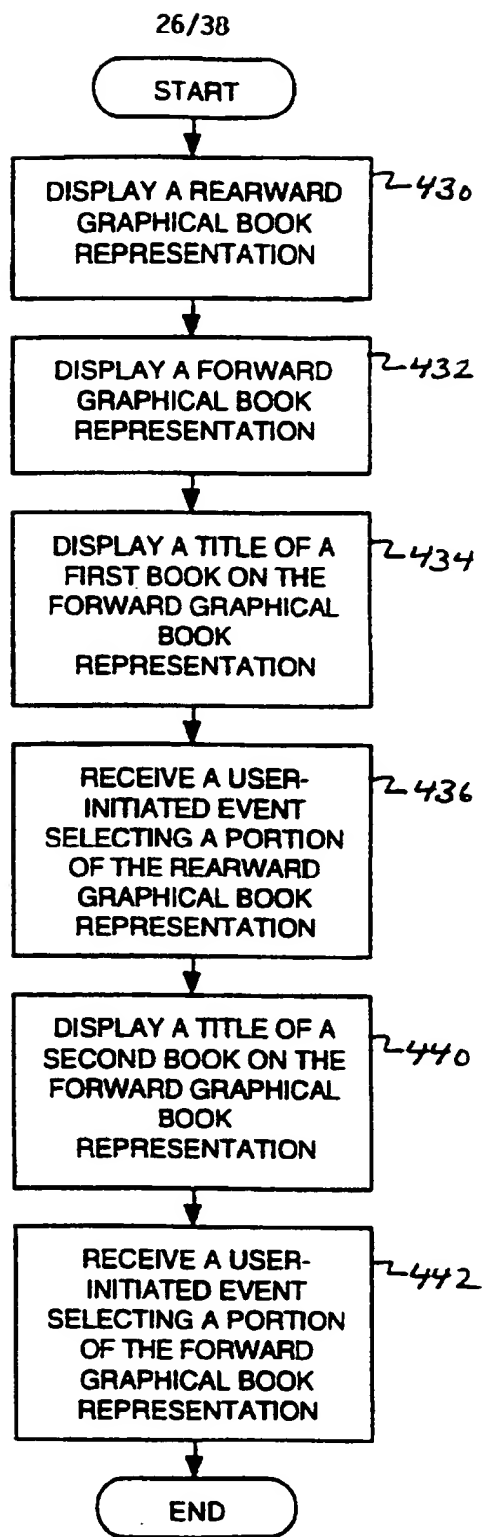 26/38
START
DISPLAY A REARWARD
GRAPHICAL BOOK
REPRESENTATION
430
DISPLAY A FORWARD
GRAPHICAL BOOK
REPRESENTATION
432
DISPLAY A TITLE OF A
FIRST BOOK ON THE
FORWARD GRAPHICAL
BOOK
REPRESENTATION
434
RECEIVE A USER-
INITIATED EVENT
SELECTING A PORTION
OF THE REARWARD
GRAPHICAL BOOK
REPRESENTATION
436
DISPLAY A TITLE OF A
SECOND BOOK ON THE
FORWARD GRAPHICAL
BOOK
REPRESENTATION
440
RECEIVE A USER-
INITIATED EVENT
SELECTING A PORTION
OF THE FORWARD
GRAPHICAL BOOK
REPRESENTATION
442
END